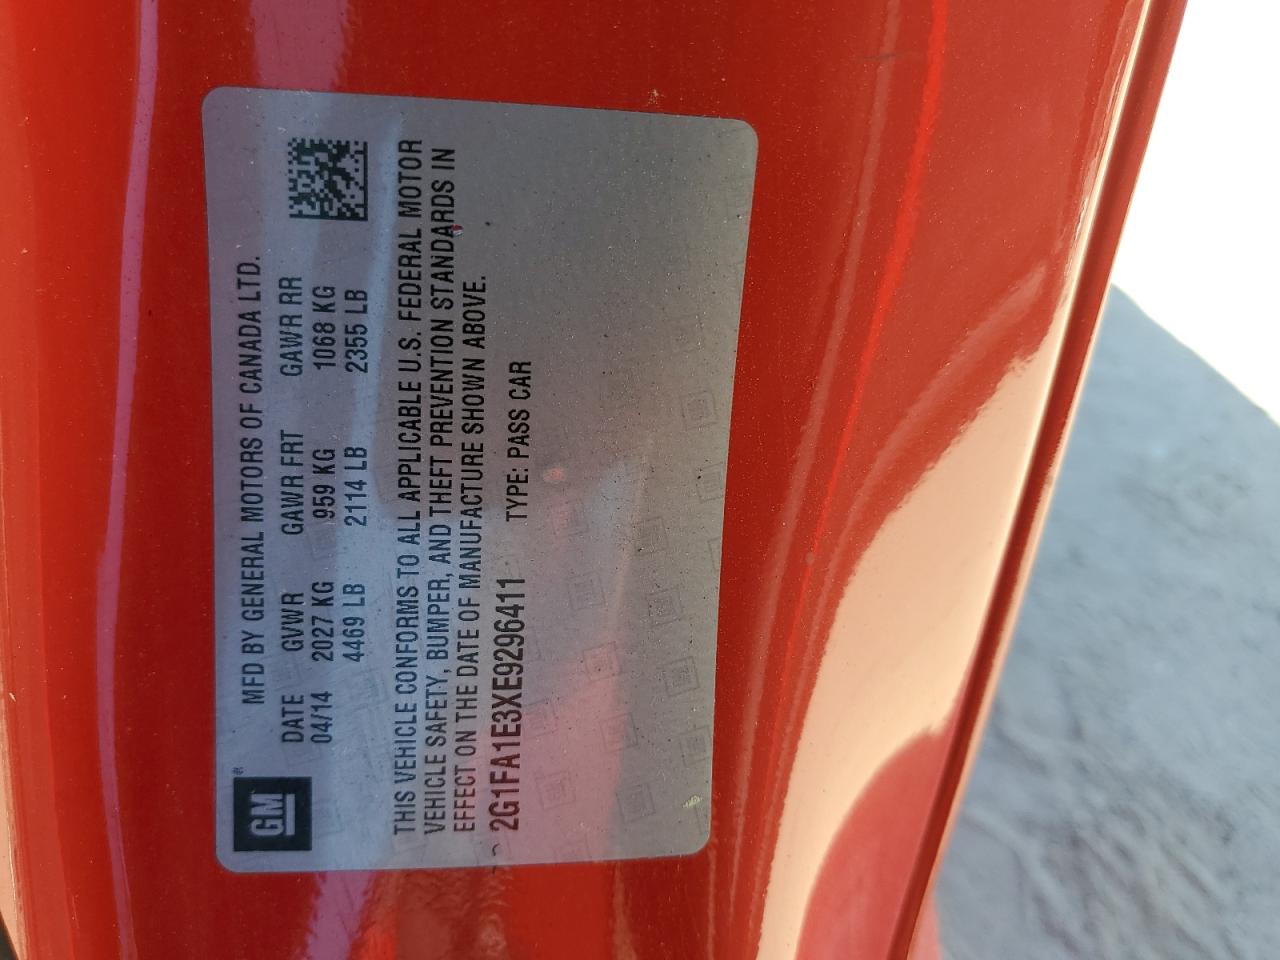 GM®
MFD BY GENERAL MOTORS OF CANADA LTD.
DATE GVWR GAWR FRT GAWR RR
04/14 2027 KG 959 KG 1068 KG
4469 LB 2114 LB 2355 LB
THIS VEHICLE CONFORMS TO ALL APPLICABLE U.S. FEDERAL MOTOR
VEHICLE SAFETY, BUMPER, AND THEFT PREVENTION STANDARDS IN
EFFECT ON THE DATE OF MANUFACTURE SHOWN ABOVE.
2G1FA1E3XE9296411 TYPE: PASS CAR